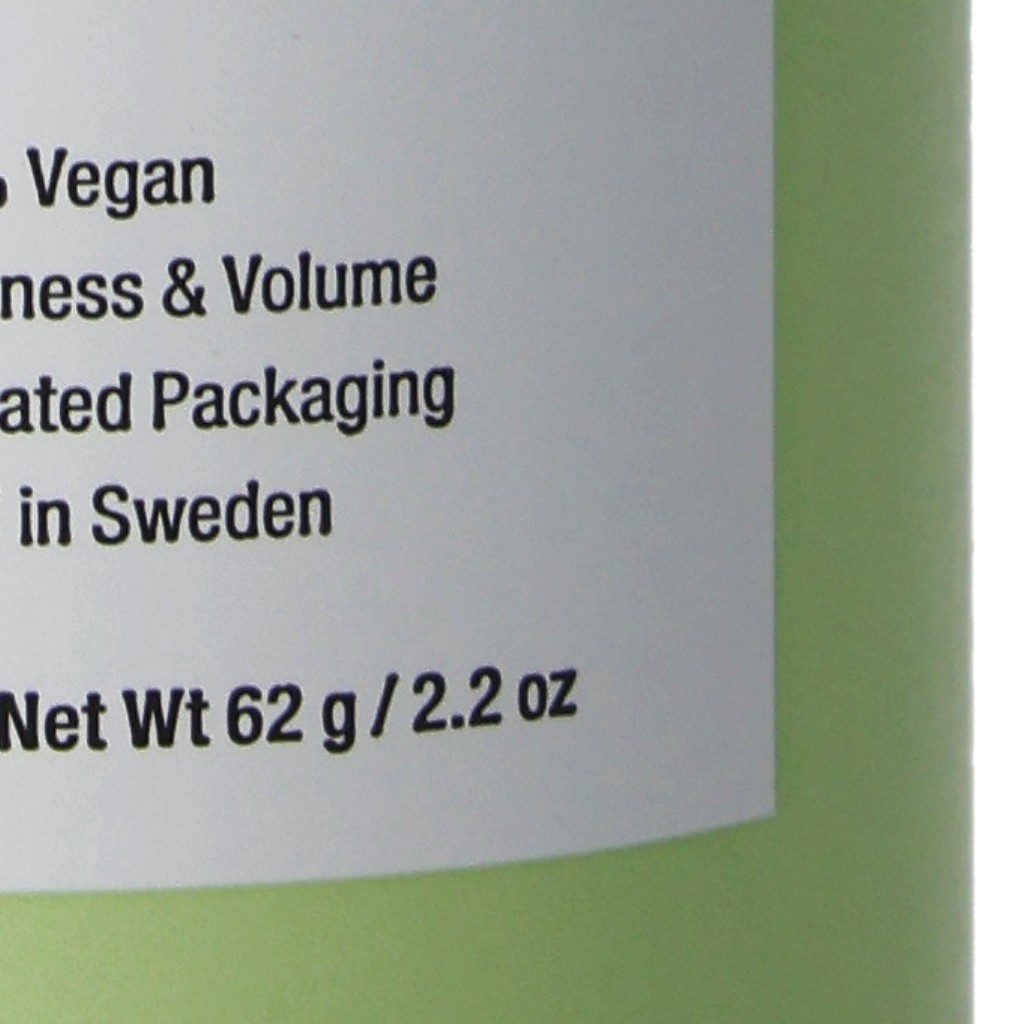 % Vegan
ness & Volume
ated Packaging
in Sweden
Net Wt 62 g / 2.2 oz